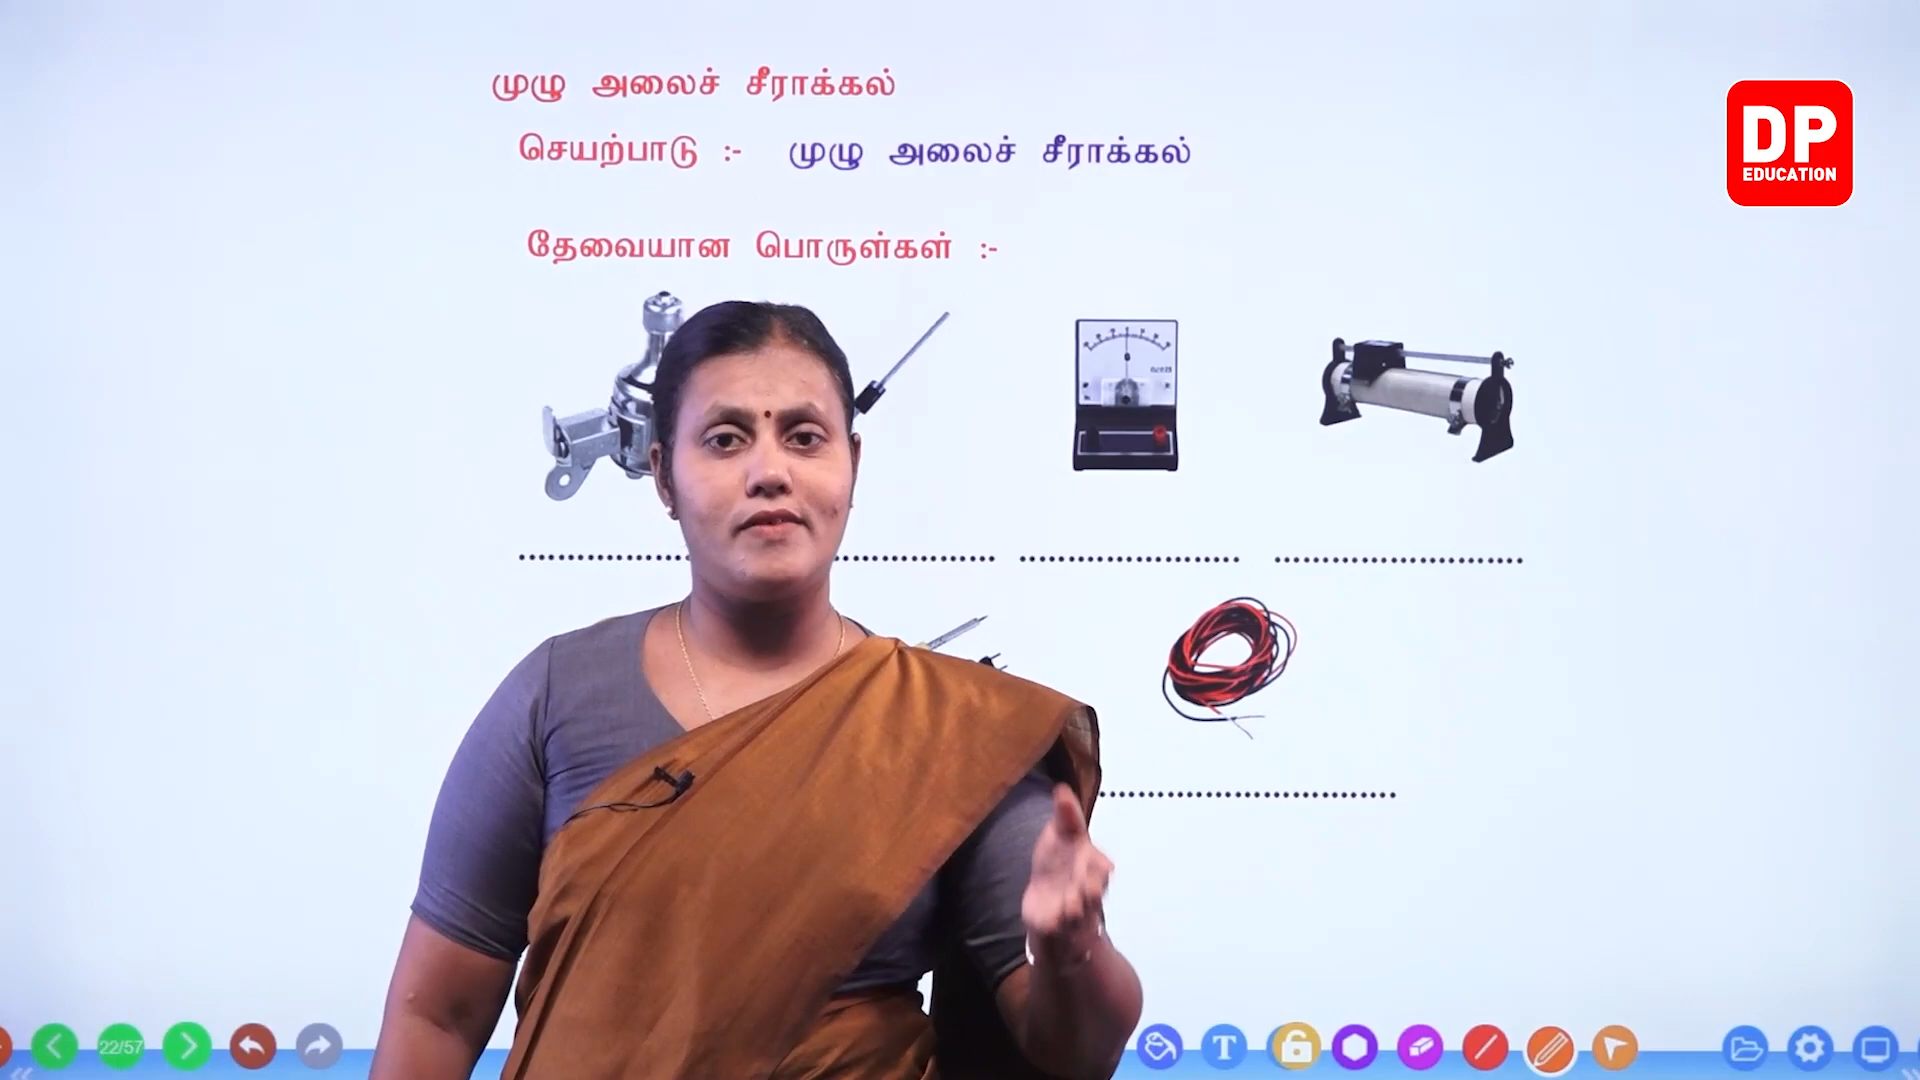 முழு அலைச் சீராக்கல்
செயற்பாடு :- முழு அலைச் சீராக்கல்
தேவையான பொருள்கள் :-
DP
EDUCATION
22/57
T